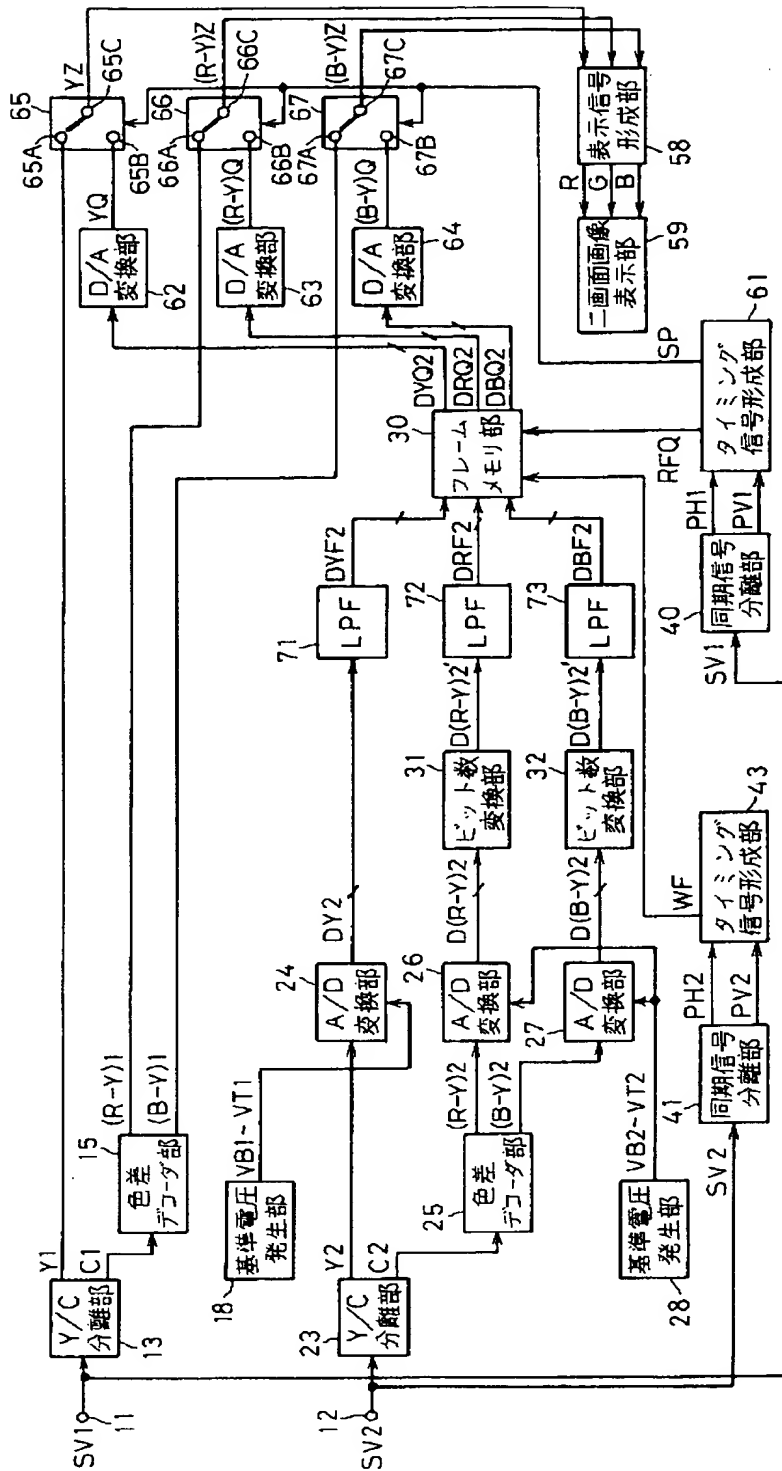 SV1
11
SV2
12
Y/C
分離部
13
Y1
C1
色差
デコーダ部
15
(R-Y)1
(B-Y)1
基準電圧
発生部
18
VB1~VT1
Y/C
分離部
23
Y2
C2
色差
デコーダ部
25
(R-Y)2
(B-Y)2
基準電圧
発生部
28
VB2~VT2
A/D
変換部
24
A/D
変換部
26
A/D
変換部
27
DY2
D(R-Y)2
D(B-Y)2
ビット数
変換部
31
ビット数
変換部
32
D(R-Y)2'
D(B-Y)2'
LPF
71
LPF
72
LPF
73
DYF2
DRF2
DBF2
フレーム
メモリ部
30
DYQ2
DRQ2
DBQ2
D/A
変換部
62
D/A
変換部
63
D/A
変換部
64
YQ
(R-Y)Q
(B-Y)Q
65
65A
65B
65C
66
66A
66B
66C
67
67A
67B
67C
YZ
(R-Y)Z
(B-Y)Z
表示信号
形成部
58
R
G
B
二画面画像
表示部
59
SV2
同期信号
分離部
41
PH2
PV2
タイミング
信号形成部
43
WF
SV1
同期信号
分離部
40
PH1
PV1
タイミング
信号形成部
61
RFQ
SP